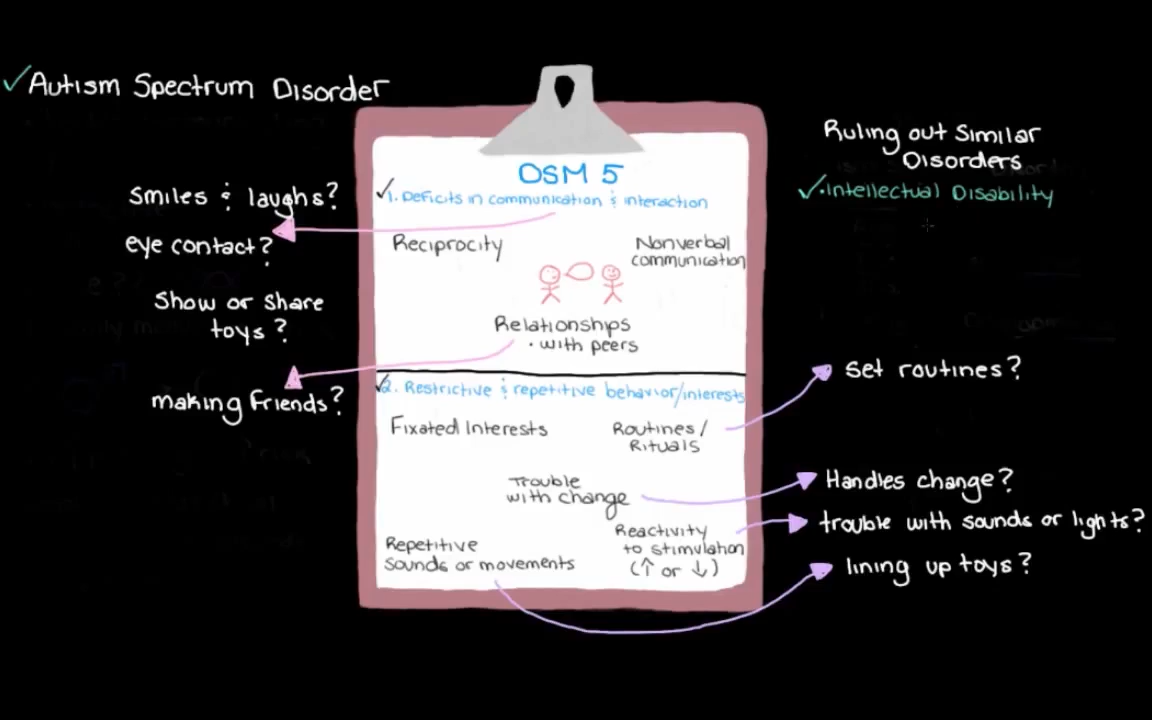 ✓Autism Spectrum Disorder
Smiles & laughs?
eye contact?
Show or share
toys?
making friends?
DSM 5
✓1. Deficits in communication & interaction
Reciprocity
Nonverbal
communication
Relationships
• with peers
✓2. Restrictive & repetitive behavior/interests
Fixated Interests
Routines/
Rituals
Trouble
with change
Reactivity
to stimulation
(↑ or ↓)
Repetitive
sounds or movements
Ruling out Similar
Disorders
✓• Intellectual Disability
Set routines?
Handles change?
trouble with sounds or lights?
lining up toys?